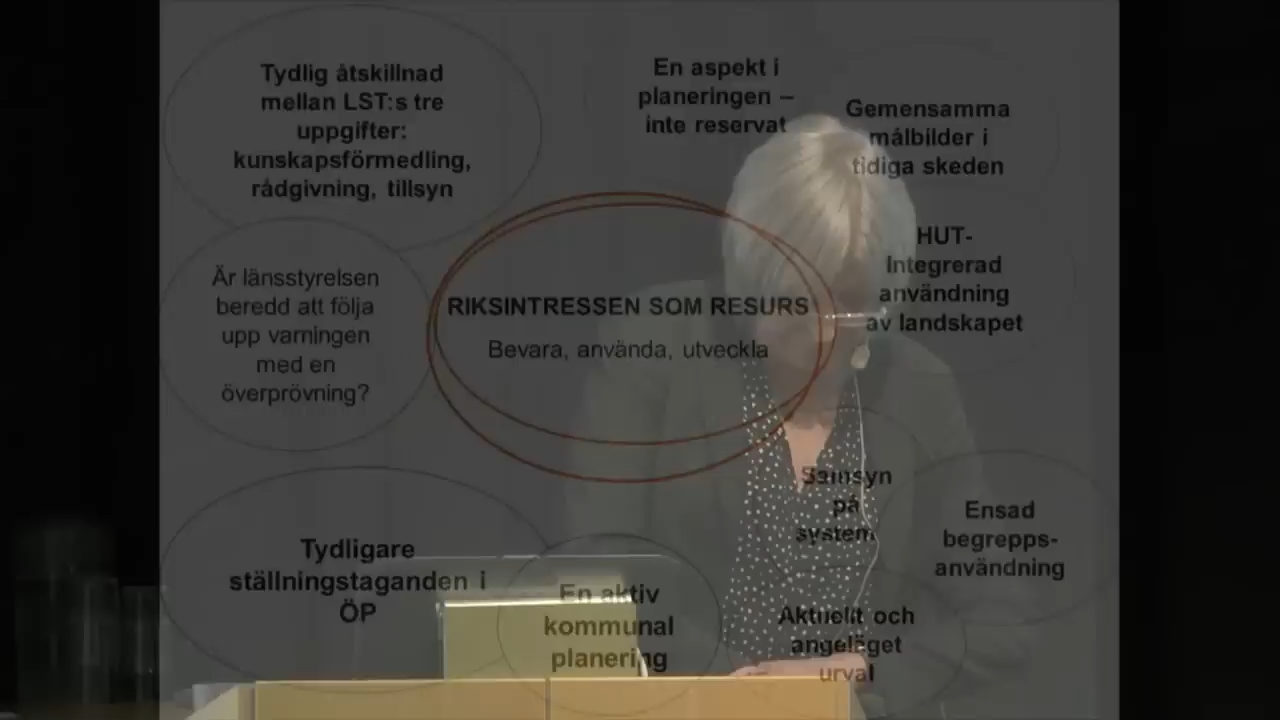 Tydlig åtskillnad
mellan LST:s tre
uppgifter:
kunskapsförmedling,
rådgivning, tillsyn
En aspekt i
planeringen –
inte reservat
Gemensamma
målbilder i
tidiga skeden
HUT-
Integrerad
användning
av landskapet
Är länsstyrelsen
beredd att följa
upp varningen
med en
överprövning?
RIKSINTRESSEN SOM RESURS
Bevara, använda, utveckla
Samsyn
på
system
Ensad
begrepps-
användning
Tydligare
ställningstaganden i
ÖP
En aktiv
kommunal
planering
Aktuellt och
angeläget
urval